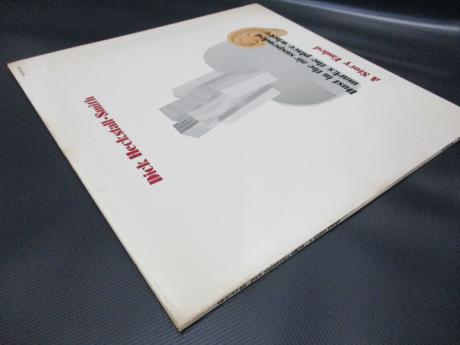 Dick Heckstall-Smith
Dust in the air suspended
marks the place where
A Story Ended